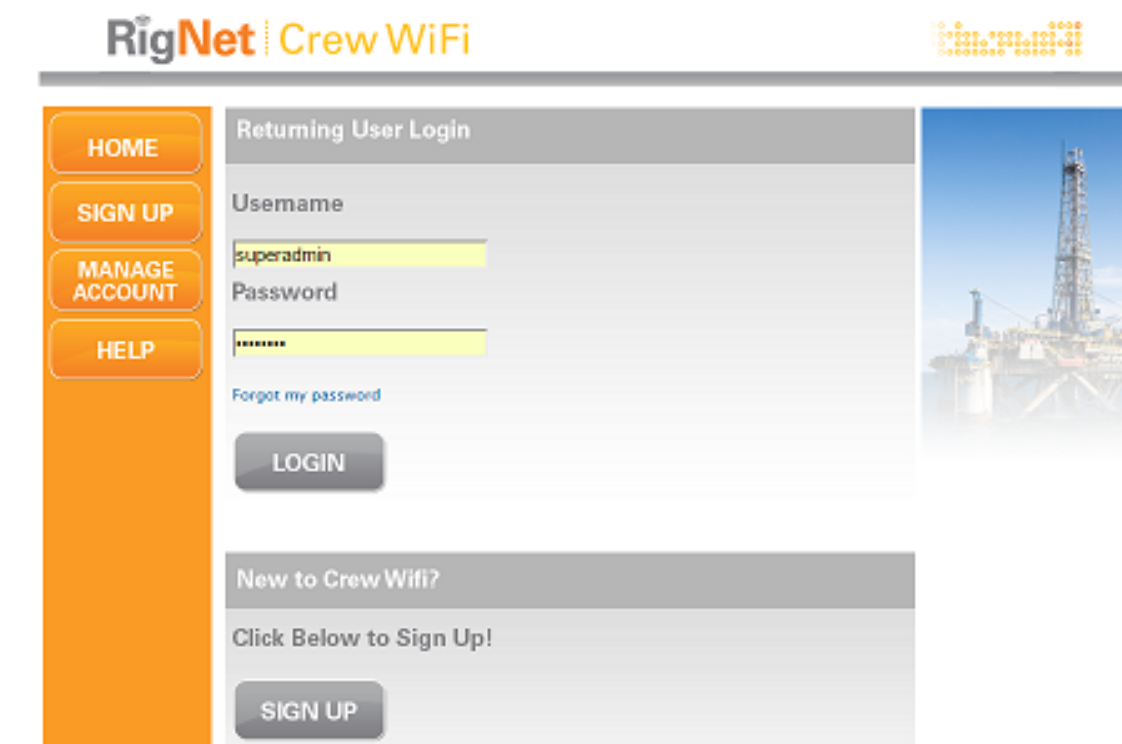 RigNet | Crew WiFi
HOME
SIGN UP
MANAGE
ACCOUNT
HELP
Returning User Login
Username
superadmin
Password
••••••••
Forgot my password
LOGIN
New to Crew Wifi?
Click Below to Sign Up!
SIGN UP